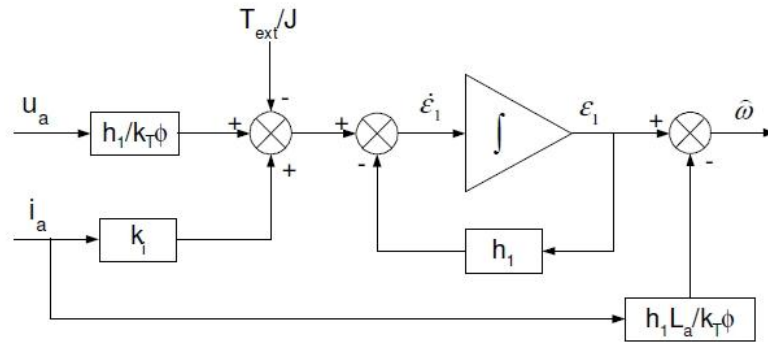 T_ext/J
-
u_a
h_1/k_Tϕ
+
+
+
-
ε̇_1
∫
ε_1
+
-
ω̂
i_a
k_i
h_1
h_1L_a/k_Tϕ